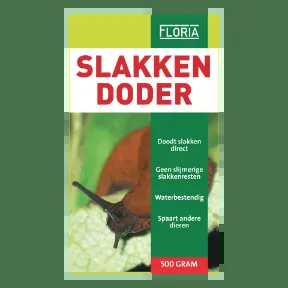 FLORIA
SLAKKEN
DODER
Doodt slakken
direct
Geen slijmerige
slakkenresten
Waterbestendig
Spaart andere
dieren
500 GRAM